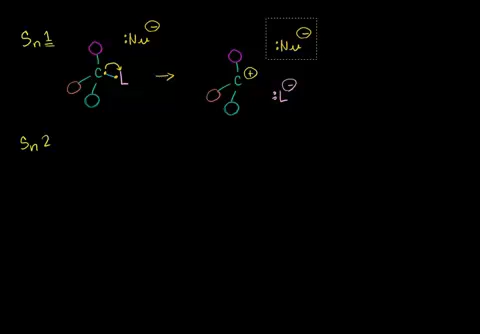 Sn1
:Nu⁻
C L → C⁺ :L⁻
:Nu⁻
Sn2